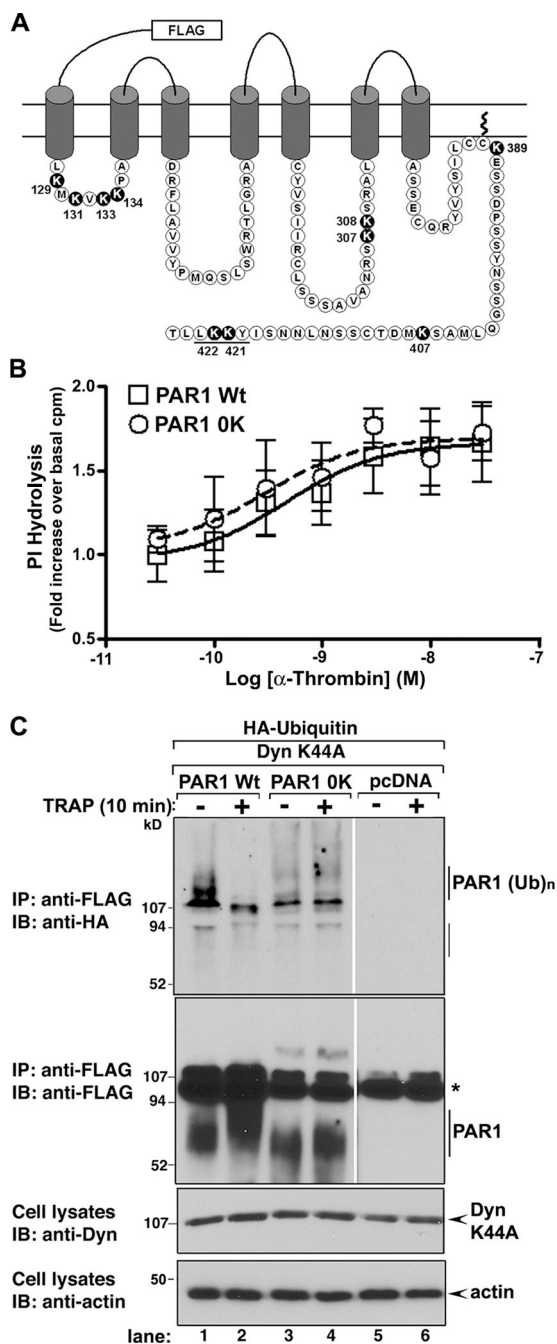 A
FLAG
L K M K V K K P A
129
131
133
134
D R F L A V V Y P M Q S L S W R T L G R A
C Y V S I I R C L S S S S A V A N R S K K S R A L
308
307
A S S E C Q R Y V Y S I L C C K
389
E S S D P S S Y N S S G Q
T L L K K Y I S N N L N S S C T D M K S A M L
422 421
407
B
PAR1 Wt
PAR1 0K
PI Hydrolysis
(Fold increase over basal cpm)
2.0
1.5
1.0
0.5
-11 -10 -9 -8 -7
Log [α-Thrombin] (M)
C
HA-Ubiquitin
Dyn K44A
PAR1 Wt PAR1 0K pcDNA
TRAP (10 min) - + - + - +
kD
IP: anti-FLAG
IB: anti-HA
107
94
52
PAR1 (Ub)n
IP: anti-FLAG
IB: anti-FLAG
107
94
52
*
PAR1
Cell lysates
IB: anti-Dyn
107
Dyn
K44A
Cell lysates
IB: anti-actin
50
actin
lane: 1 2 3 4 5 6